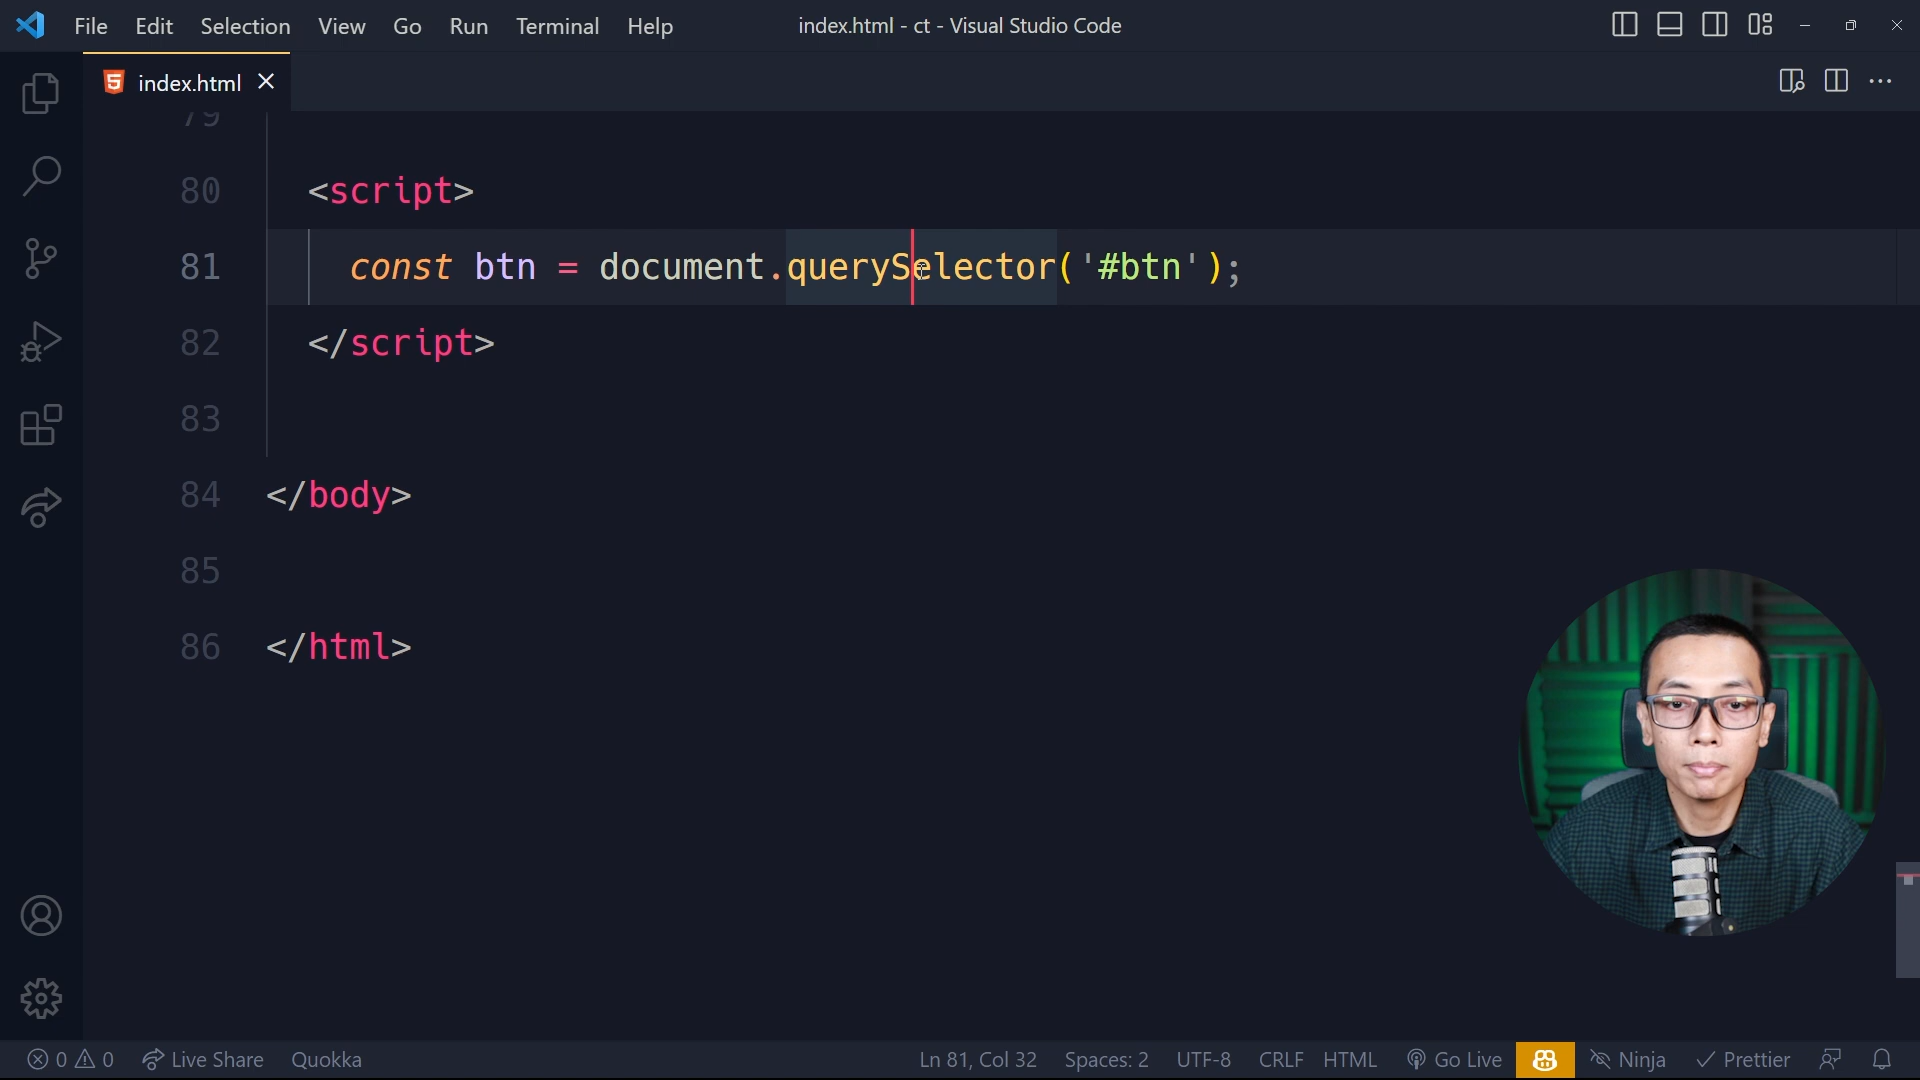 File Edit Selection View Go Run Terminal Help index.html - ct - Visual Studio Code
index.html
79
80 <script>
81 const btn = document.querySelector('#btn');
82 </script>
83
84 </body>
85
86 </html>
0 0 Live Share Quokka Ln 81, Col 32 Spaces: 2 UTF-8 CRLF HTML Go Live Ninja Prettier